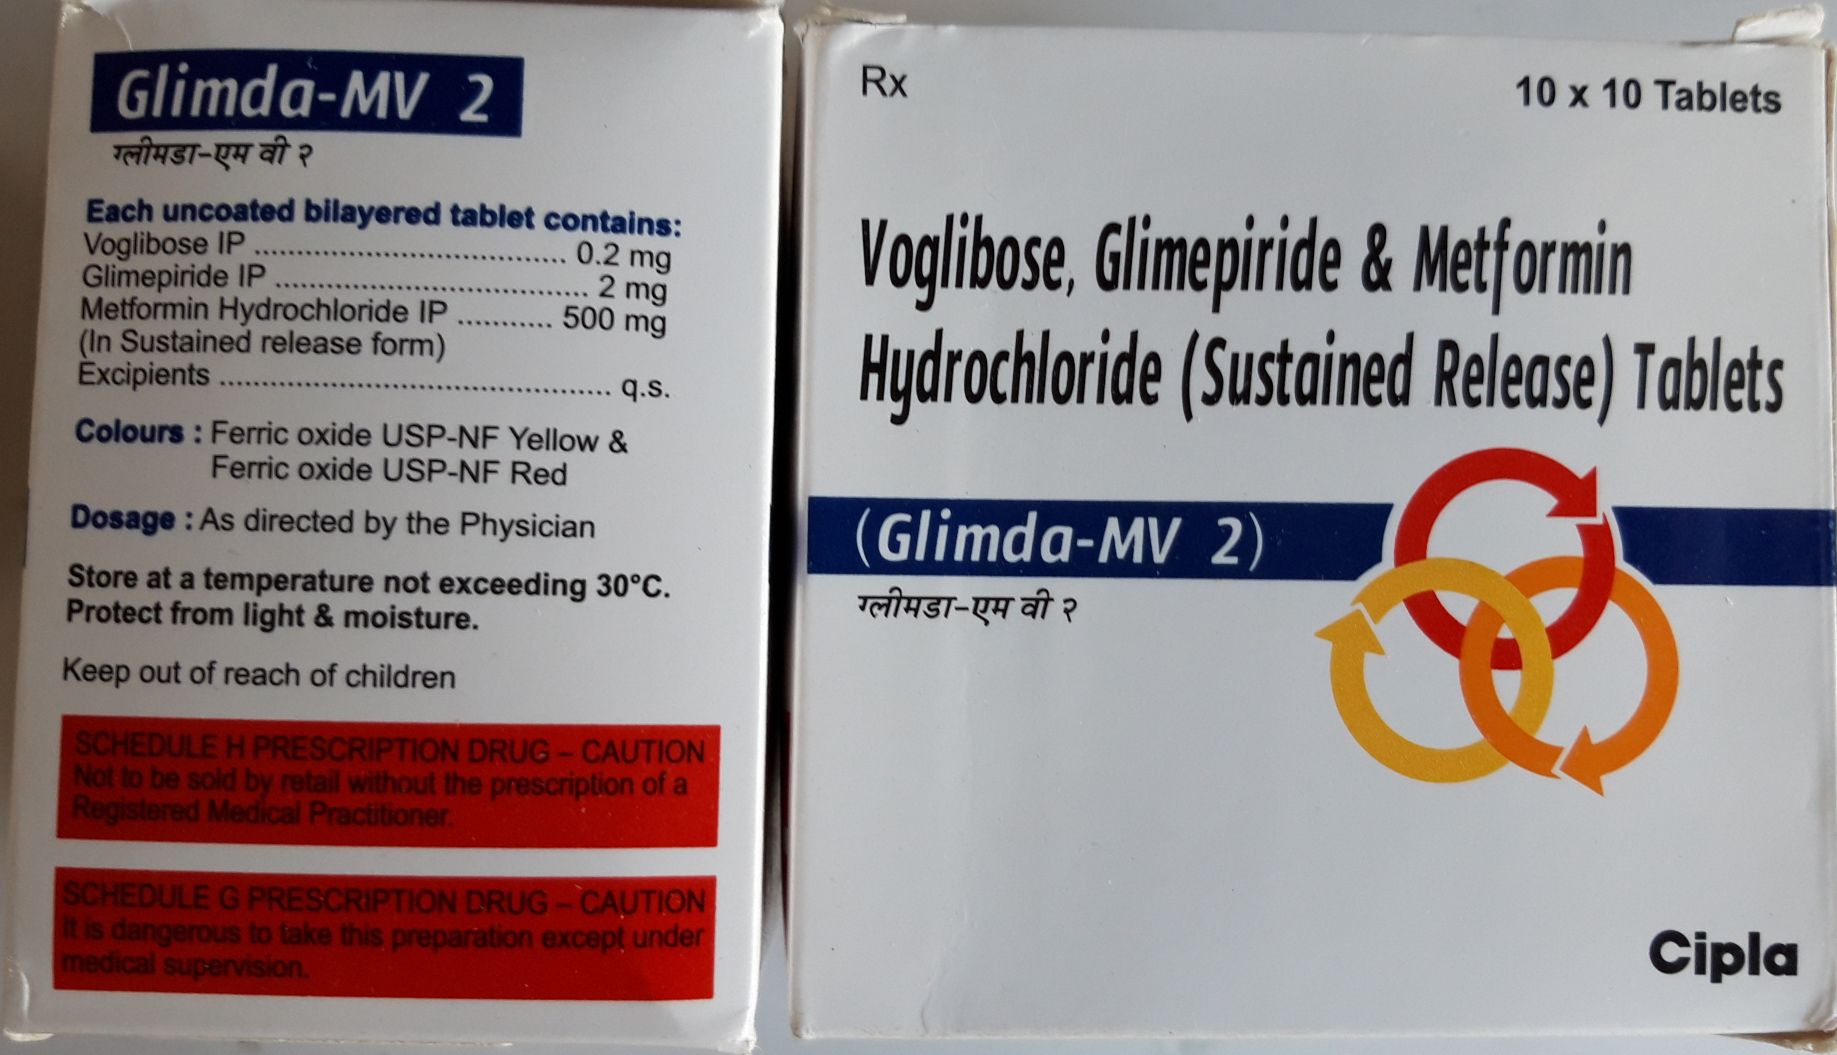 Glimda-MV 2
ग्लीमडा-एम वी २
Each uncoated bilayered tablet contains:
Voglibose IP ..................................... 0.2 mg
Glimepiride IP ..................................... 2 mg
Metformin Hydrochloride IP ........... 500 mg
(In Sustained release form)
Excipients .............................................. q.s.
Colours : Ferric oxide USP-NF Yellow &
Ferric oxide USP-NF Red
Dosage : As directed by the Physician
Store at a temperature not exceeding 30°C.
Protect from light & moisture.
Keep out of reach of children
SCHEDULE H PRESCRIPTION DRUG – CAUTION
Not to be sold by retail without the prescription of a
Registered Medical Practitioner.
SCHEDULE G PRESCRIPTION DRUG – CAUTION
It is dangerous to take this preparation except under
medical supervision.
Rx
10 x 10 Tablets
Voglibose, Glimepiride & Metformin
Hydrochloride (Sustained Release) Tablets
(Glimda-MV 2)
ग्लीमडा-एम वी २
Cipla